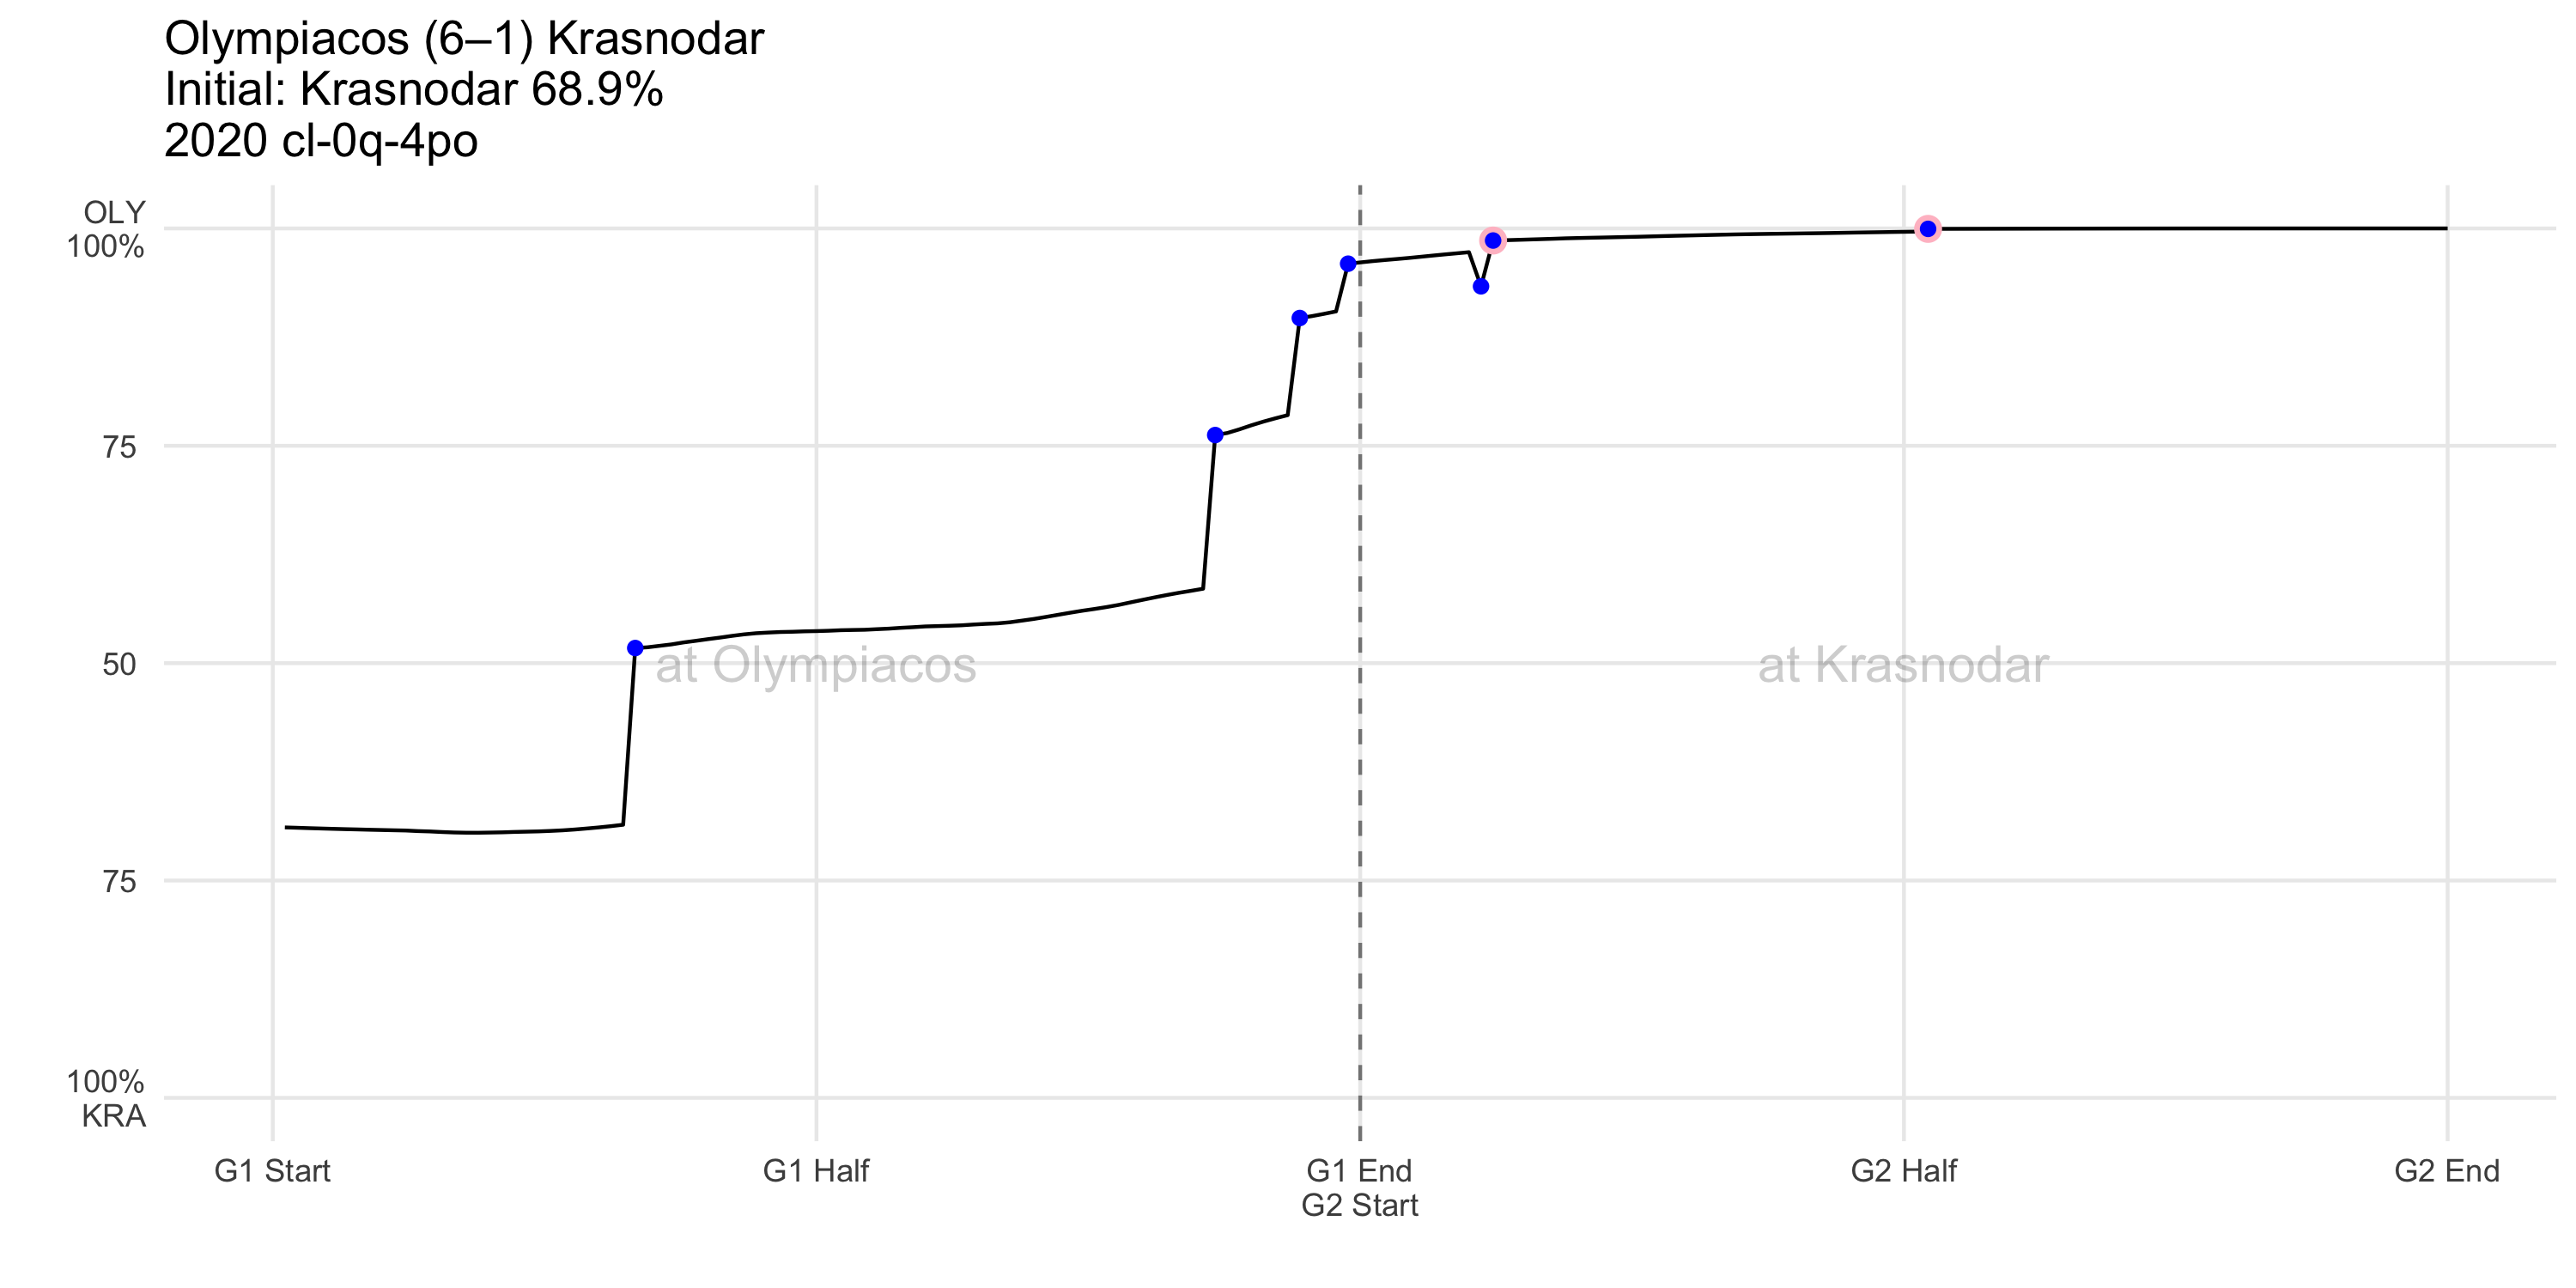 Olympiacos (6–1) Krasnodar
Initial: Krasnodar 68.9%
2020 cl-0q-4po
OLY
100%
75
50
75
100%
KRA
at Olympiacos
at Krasnodar
G1 Start
G1 Half
G1 End
G2 Start
G2 Half
G2 End